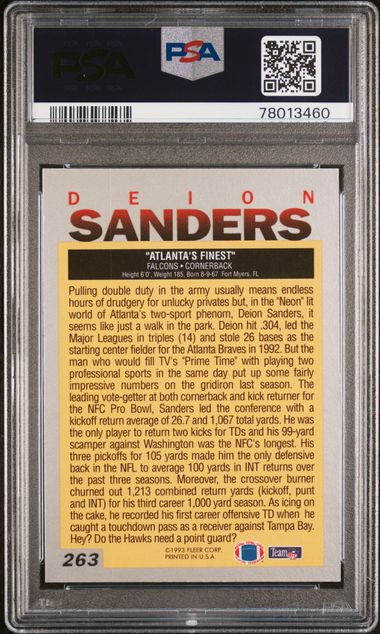 PSA
PSA
78013460
DEION
SANDERS
"ATLANTA'S FINEST"
FALCONS • CORNERBACK
Height 6'0', Weight 185, Born 8-9-67 Fort Myers, FL
Pulling double duty in the army usually means endless
hours of drudgery for unlucky privates but, in the "Neon" lit
world of Atlanta's two-sport phenom, Deion Sanders, it
seems like just a walk in the park. Deion hit .304, led the
Major Leagues in triples (14) and stole 26 bases as the
starting center fielder for the Atlanta Braves in 1992. But the
man who would fill TV's "Prime Time" with playing two
professional sports in the same day put up some fairly
impressive numbers on the gridiron last season. The
leading vote-getter at both cornerback and kick returner for
the NFC Pro Bowl, Sanders led the conference with a
kickoff return average of 26.7 and 1,067 total yards. He was
the only player to return two kicks for TDs and his 99-yard
scamper against Washington was the NFC's longest. His
three pickoffs for 105 yards made him the only defensive
back in the NFL to average 100 yards in INT returns over
the past three seasons. Moreover, the crossover burner
churned out 1,213 combined return yards (kickoff, punt
and INT) for his third career 1,000 yard season. As icing on
the cake, he recorded his first career offensive TD when he
caught a touchdown pass as a receiver against Tampa Bay.
Hey? Do the Hawks need a point guard?
263
©1993 FLEER CORP.
PRINTED IN U.S.A.
Team NFL